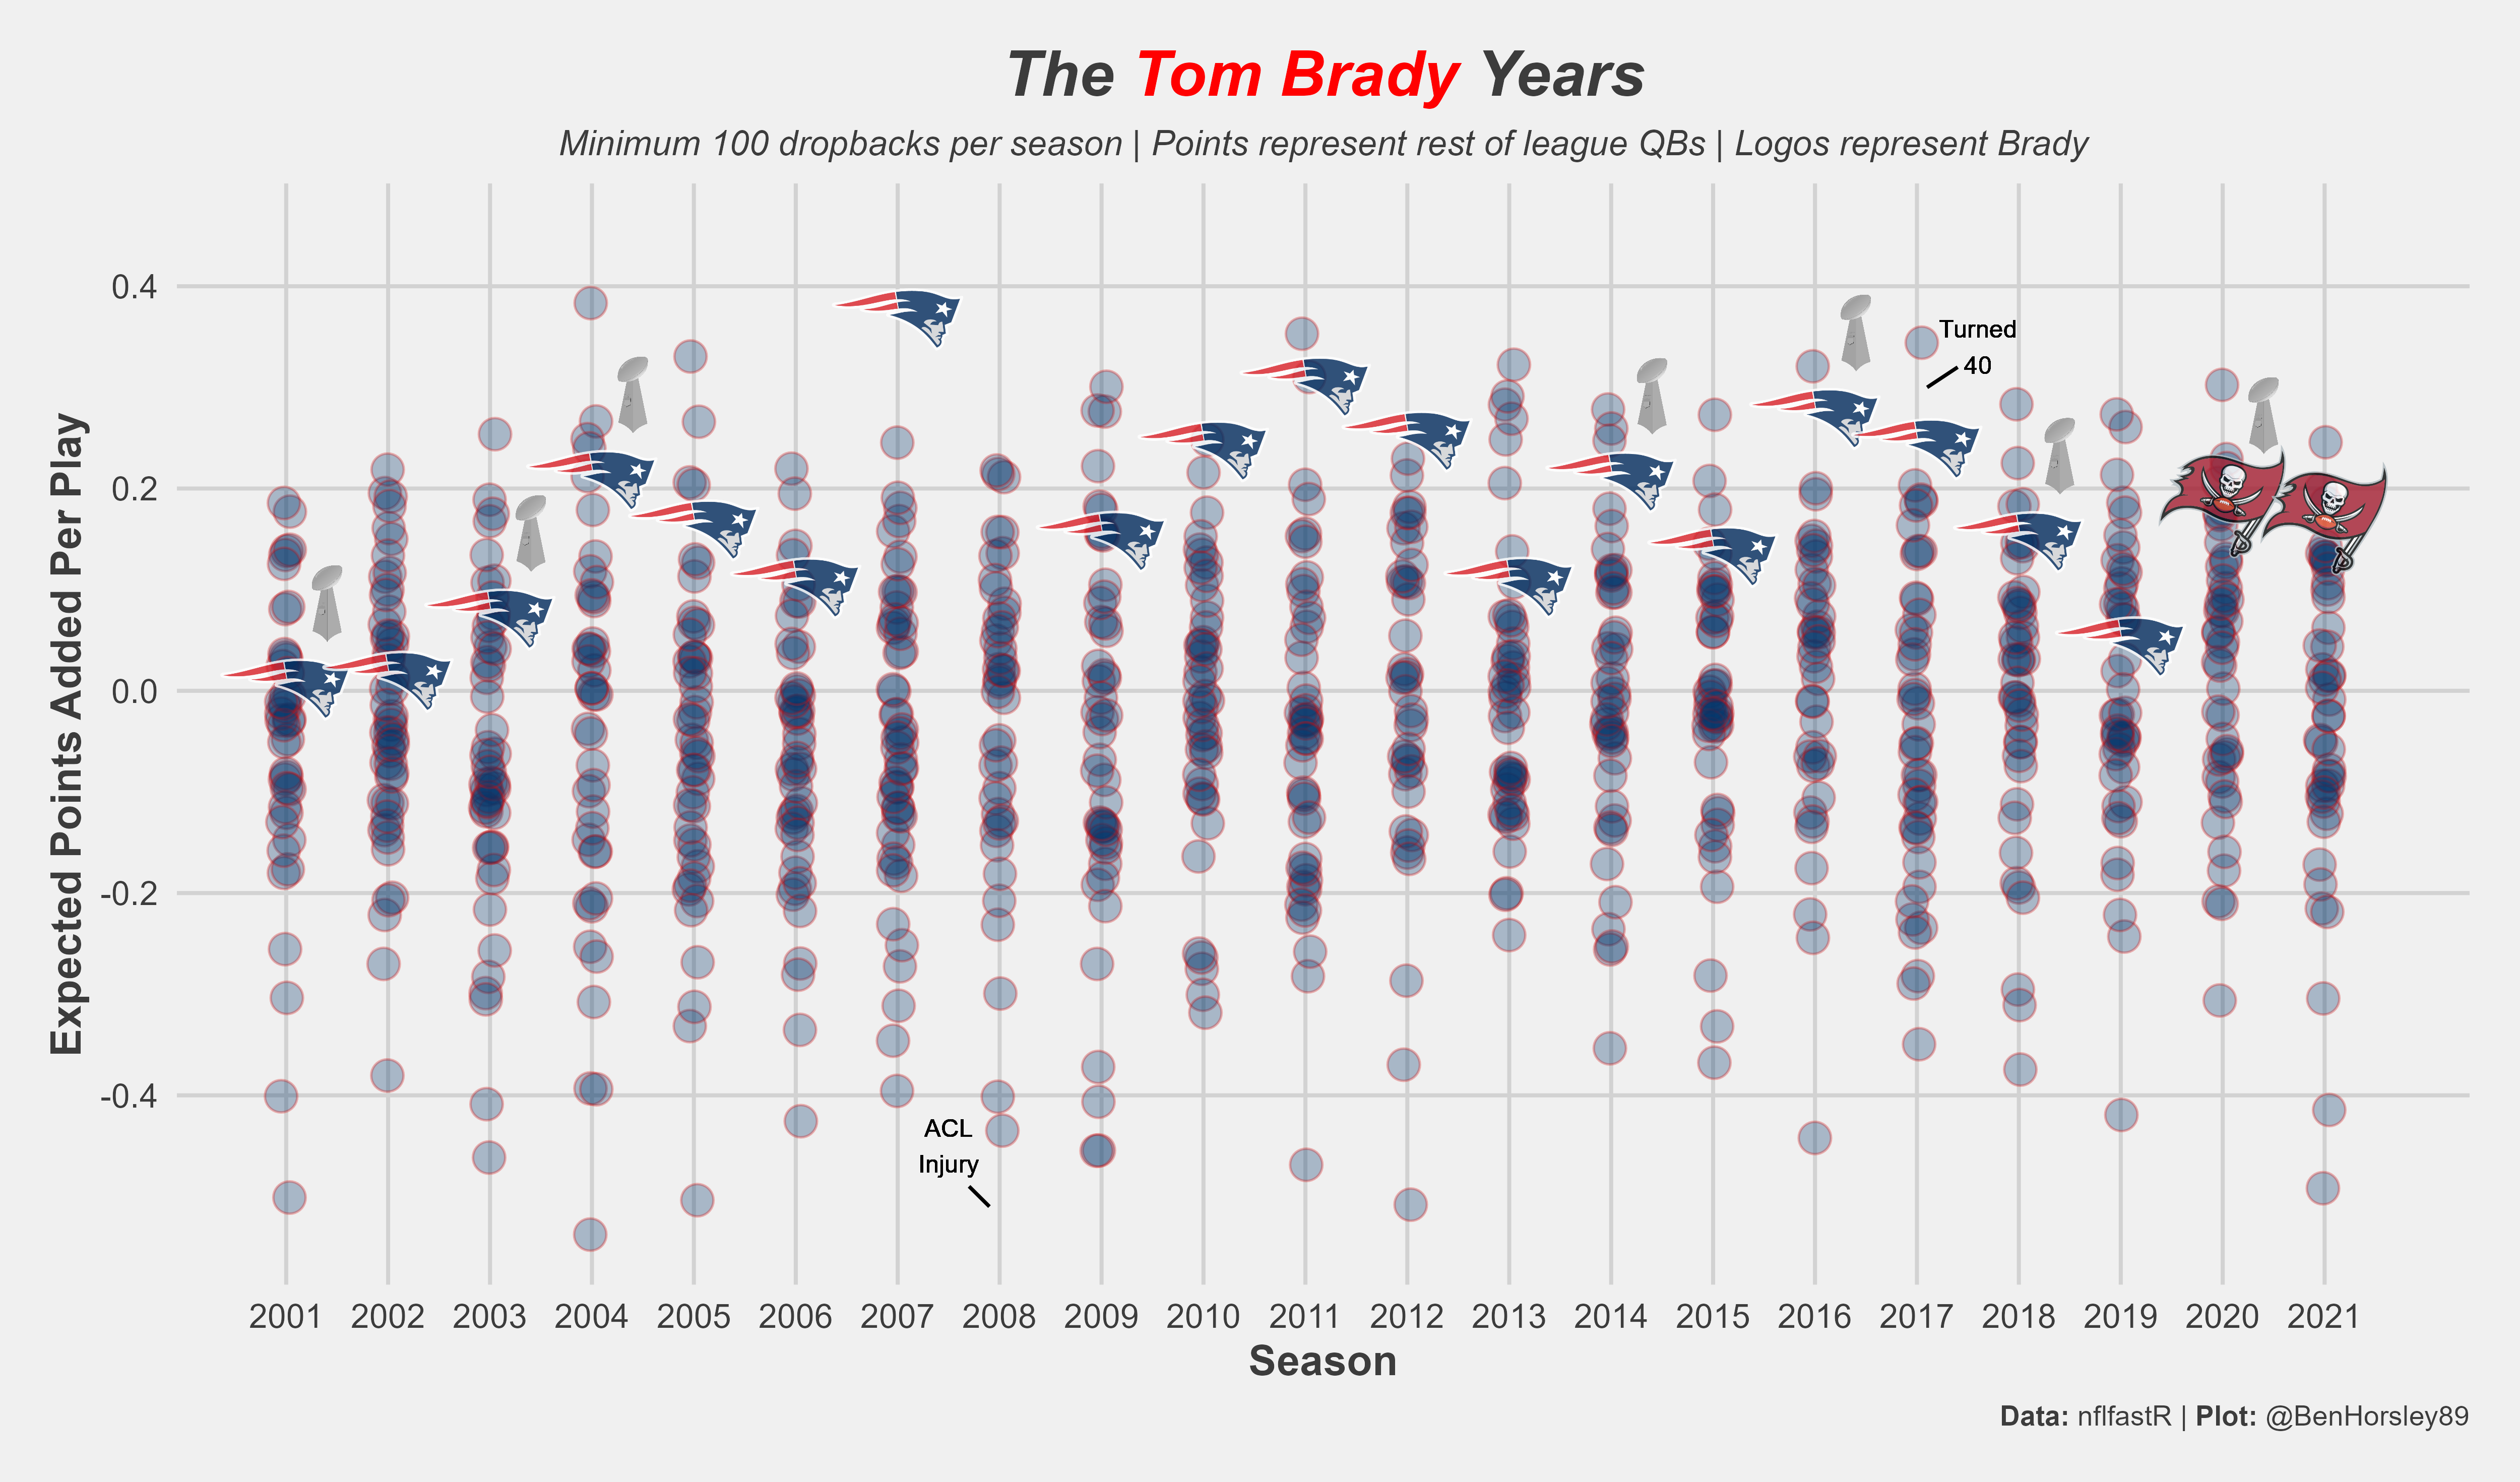 The Tom Brady Years
Minimum 100 dropbacks per season | Points represent rest of league QBs | Logos represent Brady
Expected Points Added Per Play
0.4
0.2
0.0
-0.2
-0.4
Turned
40
ACL
Injury
2001 2002 2003 2004 2005 2006 2007 2008 2009 2010 2011 2012 2013 2014 2015 2016 2017 2018 2019 2020 2021
Season
Data: nflfastR | Plot: @BenHorsley89